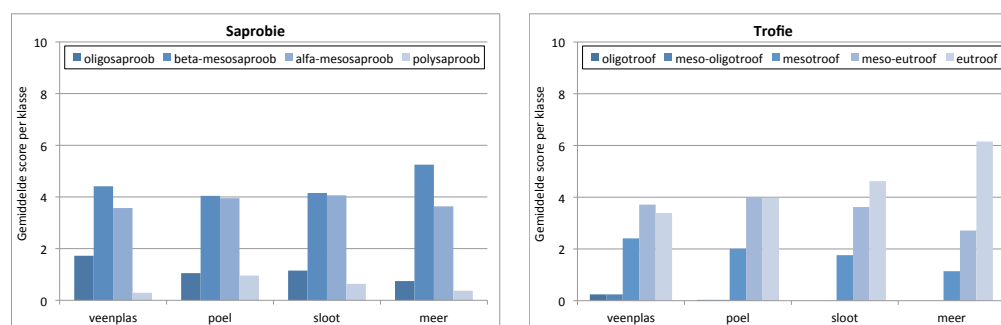 Saprobie
10
8
6
4
2
0
Gemiddelde score per klasse
oligosaproob beta-mesosaproob alfa-mesosaproob polysaproob
veenplas poel sloot meer
Trofie
10
8
6
4
2
0
Gemiddelde score per klasse
oligotroof meso-oligotroof mesotroof meso-eutroof eutroof
veenplas poel sloot meer